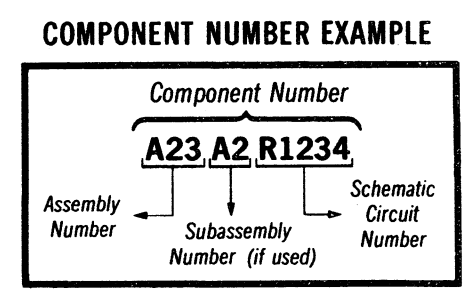 COMPONENT NUMBER EXAMPLE
Component Number
A23 A2 R1234
Assembly
Number
Subassembly
Number (if used)
Schematic
Circuit
Number